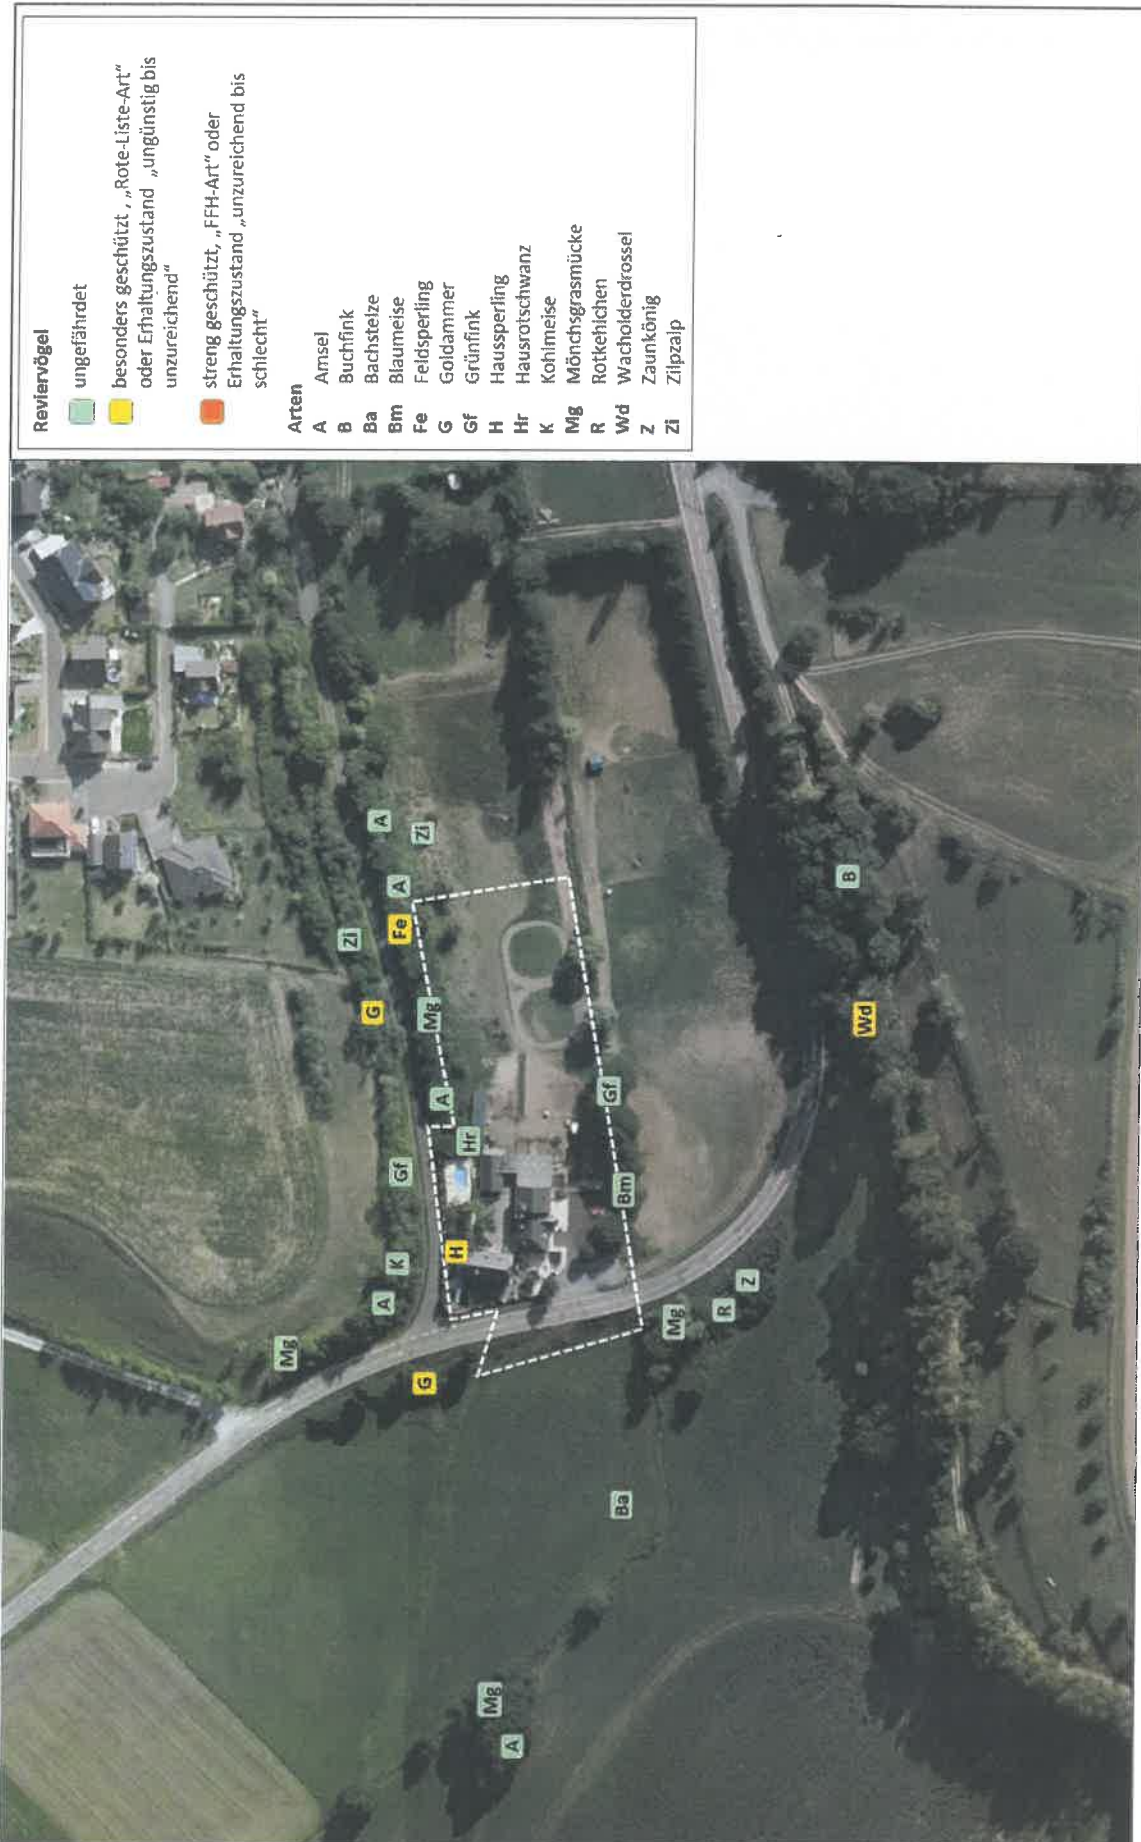 Reviervögel
ungefährdet
besonders geschützt , „Rote-Liste-Art“
oder Erhaltungszustand „ungünstig bis
unzureichend“
streng geschützt, „FFH-Art“ oder
Erhaltungszustand „unzureichend bis
schlecht“
Arten
A Amsel
B Buchfink
Ba Bachstelze
Bm Blaumeise
Fe Feldsperling
G Goldammer
Gf Grünfink
H Haussperling
Hr Hausrotschwanz
K Kohlmeise
Mg Mönchsgrasmücke
R Rotkehlchen
Wd Wacholderdrossel
Z Zaunkönig
Zi Zilpzalp
Mg
A
K
Gf
G
Zi
A
G
H
Hr
A
Mg
Fe
A
Zi
Mg
A
Ba
Mg
R
Z
Bm
Gf
Wd
B